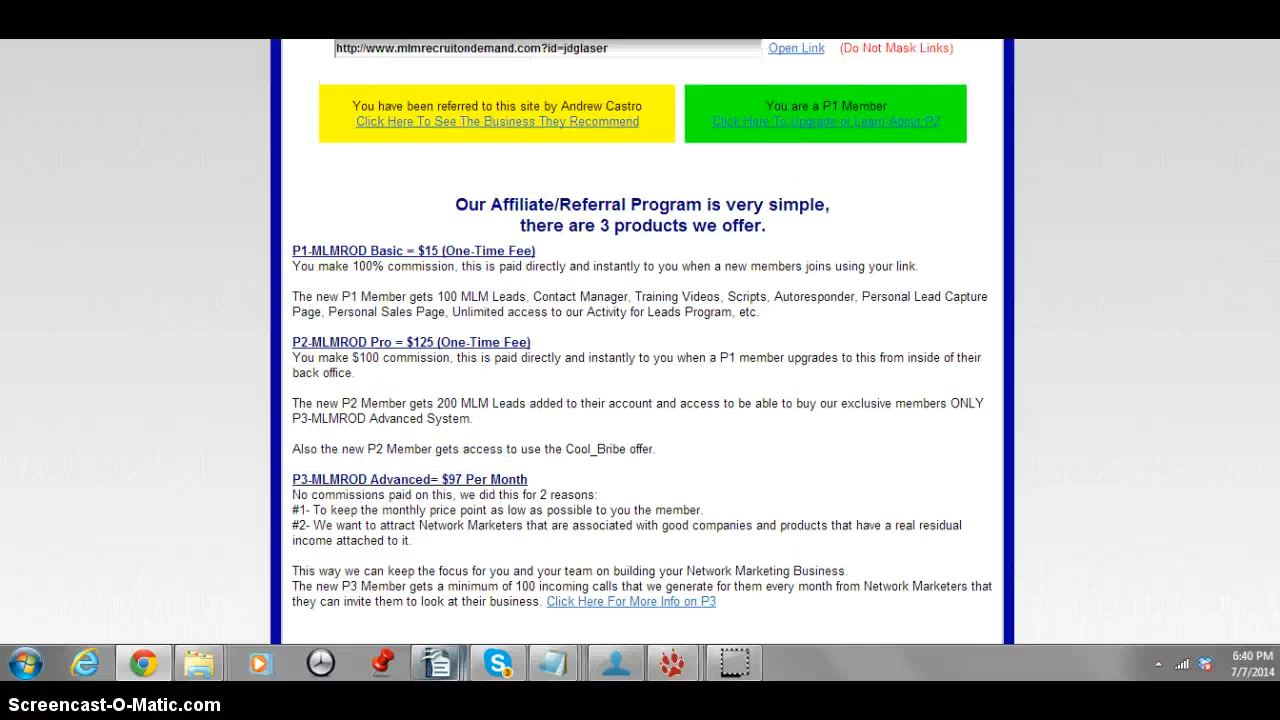 http://www.mlmrecruitondemand.com?id=jdglaser Open Link (Do Not Mask Links)
You have been referred to this site by Andrew Castro
Click Here To See The Business They Recommend
You are a P1 Member
Click Here To Upgrade or Learn About P2
Our Affiliate/Referral Program is very simple,
there are 3 products we offer.
P1-MLMROD Basic = $15 (One-Time Fee)
You make 100% commission, this is paid directly and instantly to you when a new members joins using your link.
The new P1 Member gets 100 MLM Leads, Contact Manager, Training Videos, Scripts, Autoresponder, Personal Lead Capture
Page, Personal Sales Page, Unlimited access to our Activity for Leads Program, etc.
P2-MLMROD Pro = $125 (One-Time Fee)
You make $100 commission, this is paid directly and instantly to you when a P1 member upgrades to this from inside of their
back office.
The new P2 Member gets 200 MLM Leads added to their account and access to be able to buy our exclusive members ONLY
P3-MLMROD Advanced System.
Also the new P2 Member gets access to use the Cool_Bribe offer.
P3-MLMROD Advanced= $97 Per Month
No commissions paid on this, we did this for 2 reasons:
#1- To keep the monthly price point as low as possible to you the member.
#2- We want to attract Network Marketers that are associated with good companies and products that have a real residual
income attached to it.
This way we can keep the focus for you and your team on building your Network Marketing Business.
The new P3 Member gets a minimum of 100 incoming calls that we generate for them every month from Network Marketers that
they can invite them to look at their business. Click Here For More Info on P3
6:40 PM
7/7/2014
Screencast-O-Matic.com